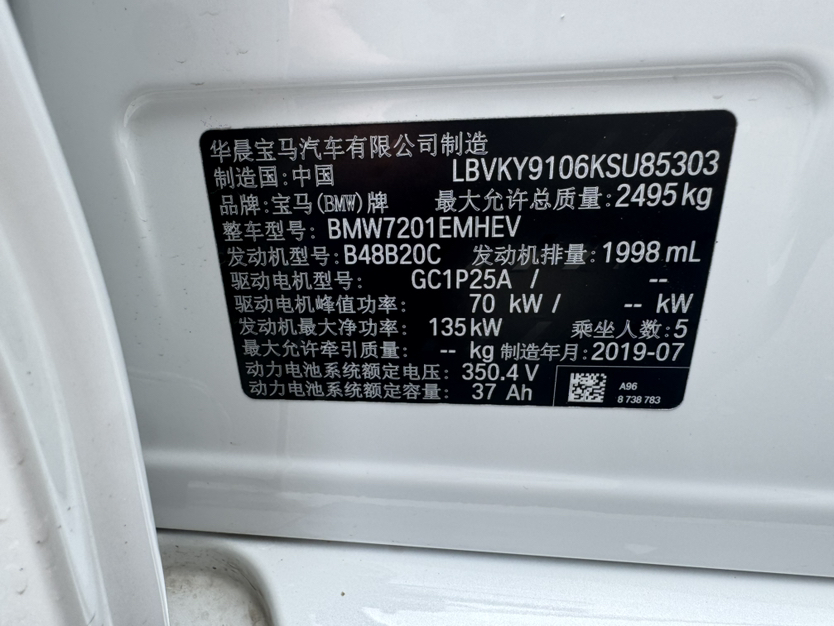 华晨宝马汽车有限公司制造
制造国:中国 LBVKY9106KSU85303
品牌:宝马(BMW)牌 最大允许总质量:2495kg
整车型号: BMW7201EMHEV
发动机型号:B48B20C 发动机排量:1998 mL
驱动电机型号: GC1P25A / --
驱动电机峰值功率: 70 kW / -- kW
发动机最大净功率: 135kW 乘坐人数:5
最大允许牵引质量: -- kg 制造年月:2019-07
动力电池系统额定电压:350.4 V
动力电池系统额定容量: 37 Ah
A96
8 738 783